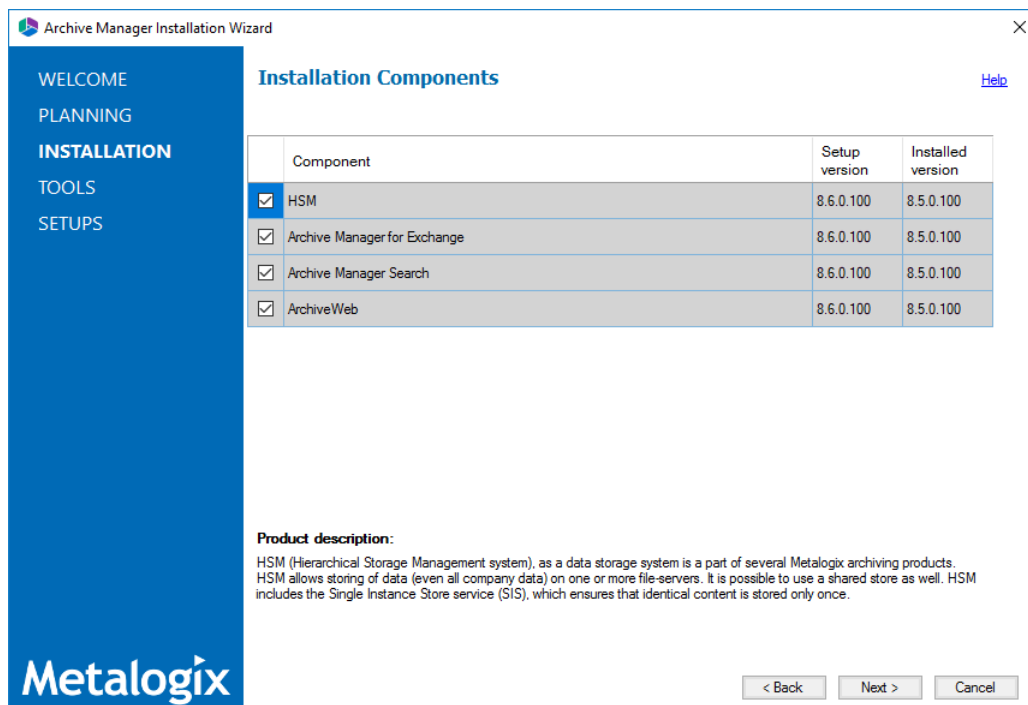 Archive Manager Installation Wizard
WELCOME
PLANNING
INSTALLATION
TOOLS
SETUPS
Metalogix
Installation Components
Help
Component Setup version Installed version
HSM 8.6.0.100 8.5.0.100
Archive Manager for Exchange 8.6.0.100 8.5.0.100
Archive Manager Search 8.6.0.100 8.5.0.100
ArchiveWeb 8.6.0.100 8.5.0.100
Product description:
HSM (Hierarchical Storage Management system), as a data storage system is a part of several Metalogix archiving products.
HSM allows storing of data (even all company data) on one or more file-servers. It is possible to use a shared store as well. HSM
includes the Single Instance Store service (SIS), which ensures that identical content is stored only once.
< Back Next > Cancel